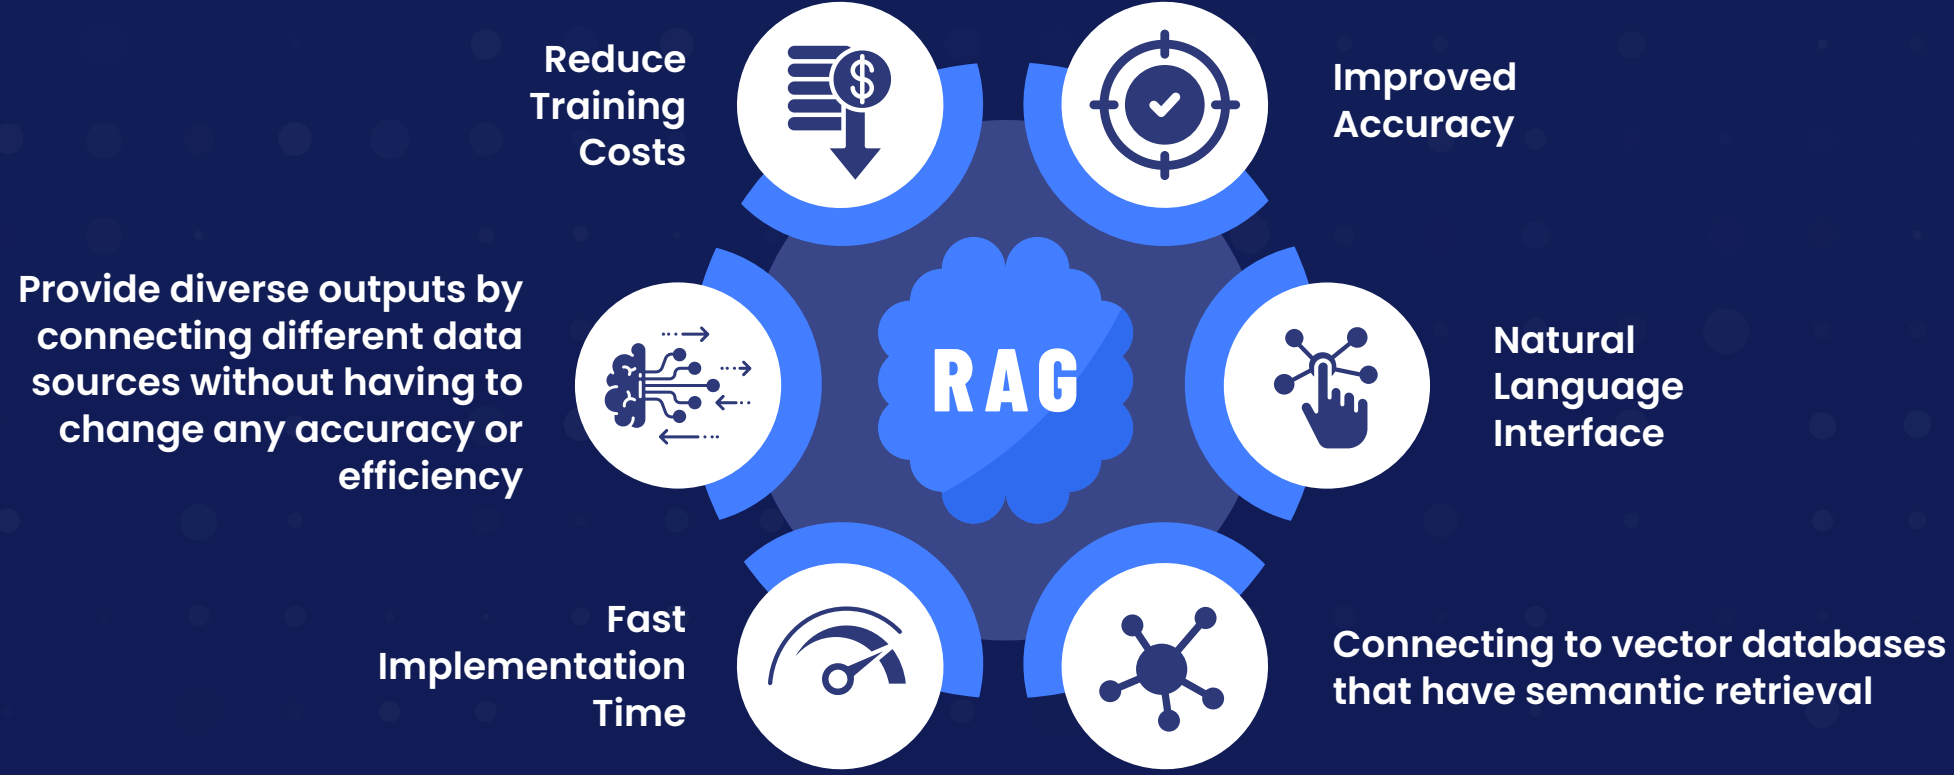 Reduce
Training
Costs
Improved
Accuracy
Provide diverse outputs by
connecting different data
sources without having to
change any accuracy or
efficiency
RAG
Natural
Language
Interface
Fast
Implementation
Time
Connecting to vector databases
that have semantic retrieval
$